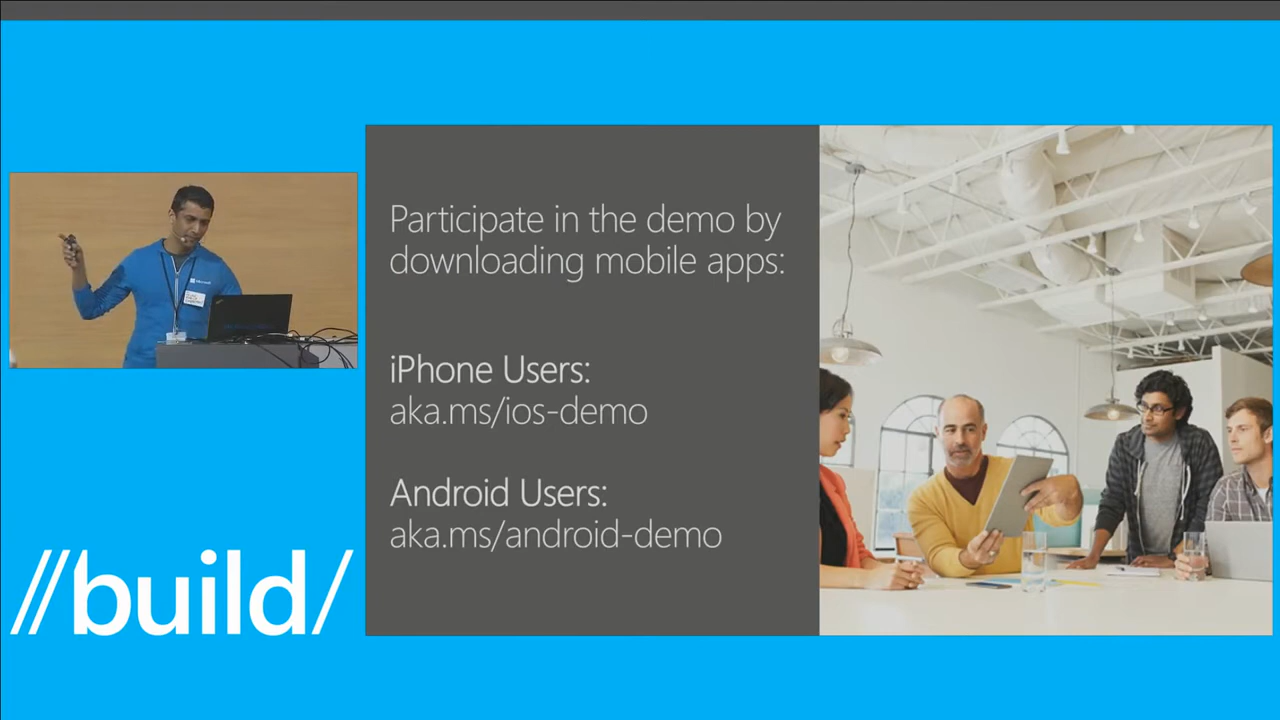 Participate in the demo by
downloading mobile apps:
iPhone Users:
aka.ms/ios-demo
Android Users:
aka.ms/android-demo
Microsoft
//build/